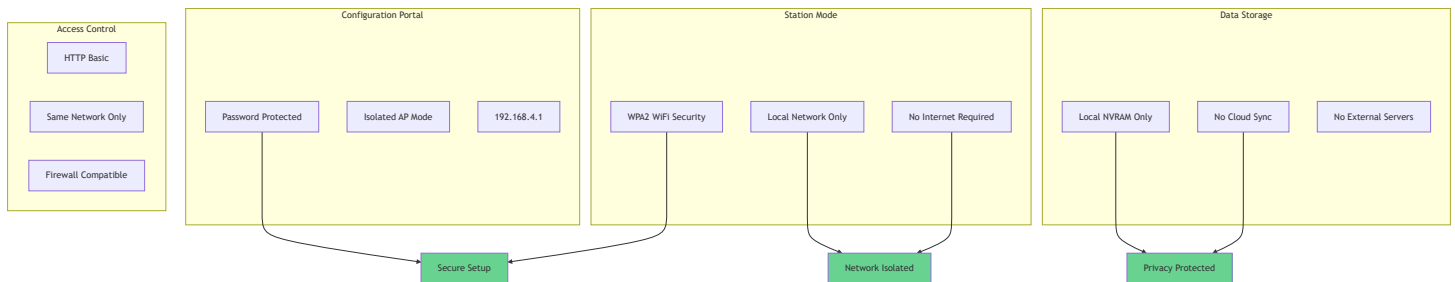 Access Control
HTTP Basic
Same Network Only
Firewall Compatible
Configuration Portal
Password Protected
Isolated AP Mode
192.168.4.1
Station Mode
WPA2 WiFi Security
Local Network Only
No Internet Required
Data Storage
Local NVRAM Only
No Cloud Sync
No External Servers
Secure Setup
Network Isolated
Privacy Protected